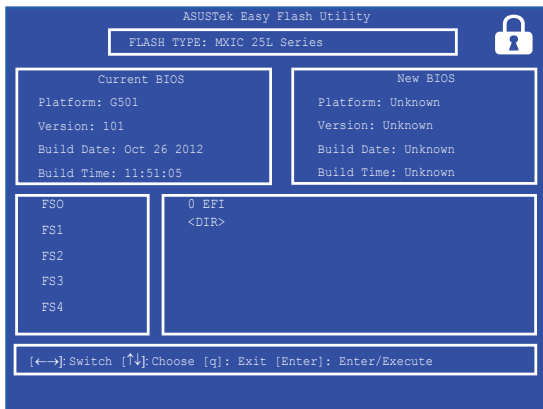 ASUSTek Easy Flash Utility
FLASH TYPE: MXIC 25L Series
Current BIOS
Platform: G501
Version: 101
Build Date: Oct 26 2012
Build Time: 11:51:05
New BIOS
Platform: Unknown
Version: Unknown
Build Date: Unknown
Build Time: Unknown
FSO
FS1
FS2
FS3
FS4
0 EFI
<DIR>
[←→]: Switch [↑↓]: Choose [q]: Exit [Enter]: Enter/Execute